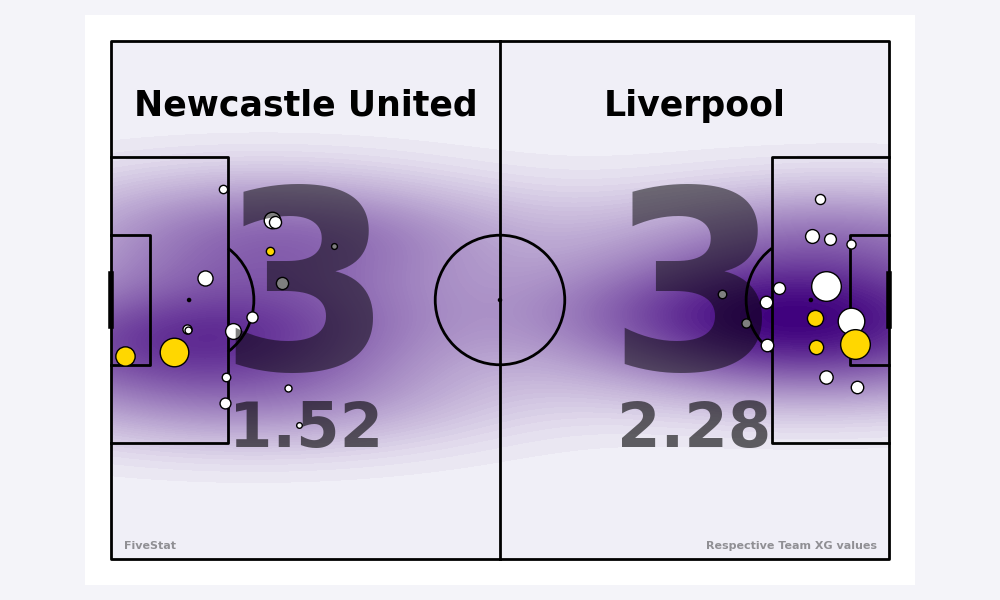 Newcastle United
Liverpool
3
3
1.52
2.28
FiveStat
Respective Team XG values